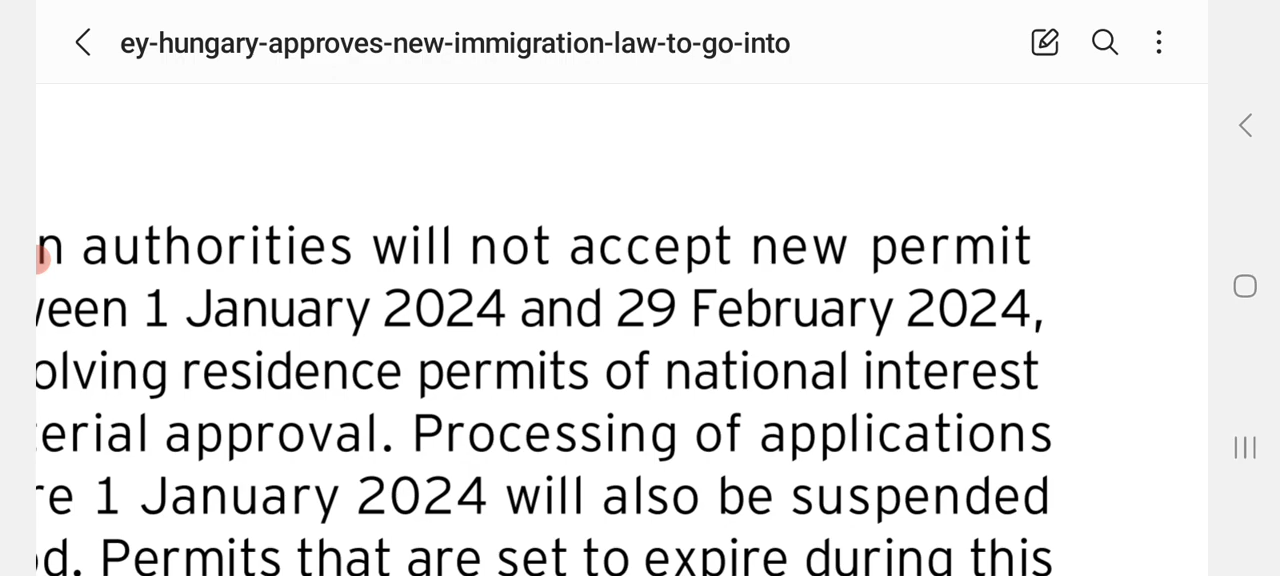 ey-hungary-approves-new-immigration-law-to-go-into
authorities will not accept new permit
1 January 2024 and 29 February 2024,
residence permits of national interest
approval. Processing of applications
1 January 2024 will also be suspended
Permits that are set to expire during this